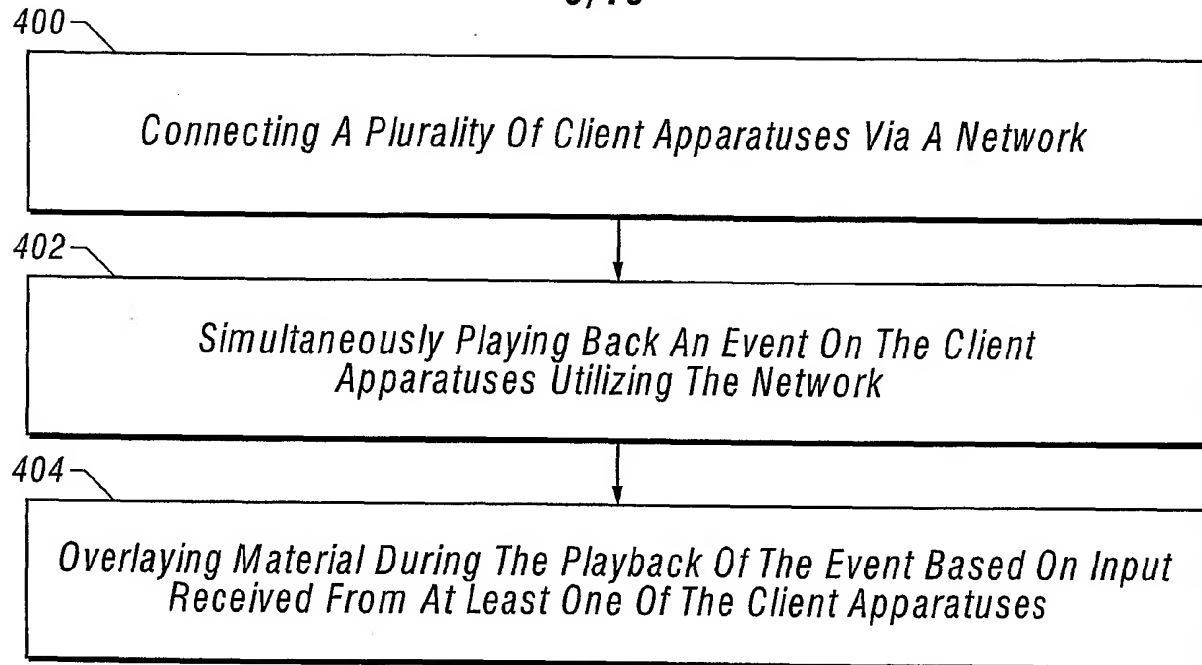 400
Connecting A Plurality Of Client Apparatuses Via A Network
402
Simultaneously Playing Back An Event On The Client
Apparatuses Utilizing The Network
404
Overlaying Material During The Playback Of The Event Based On Input
Received From At Least One Of The Client Apparatuses